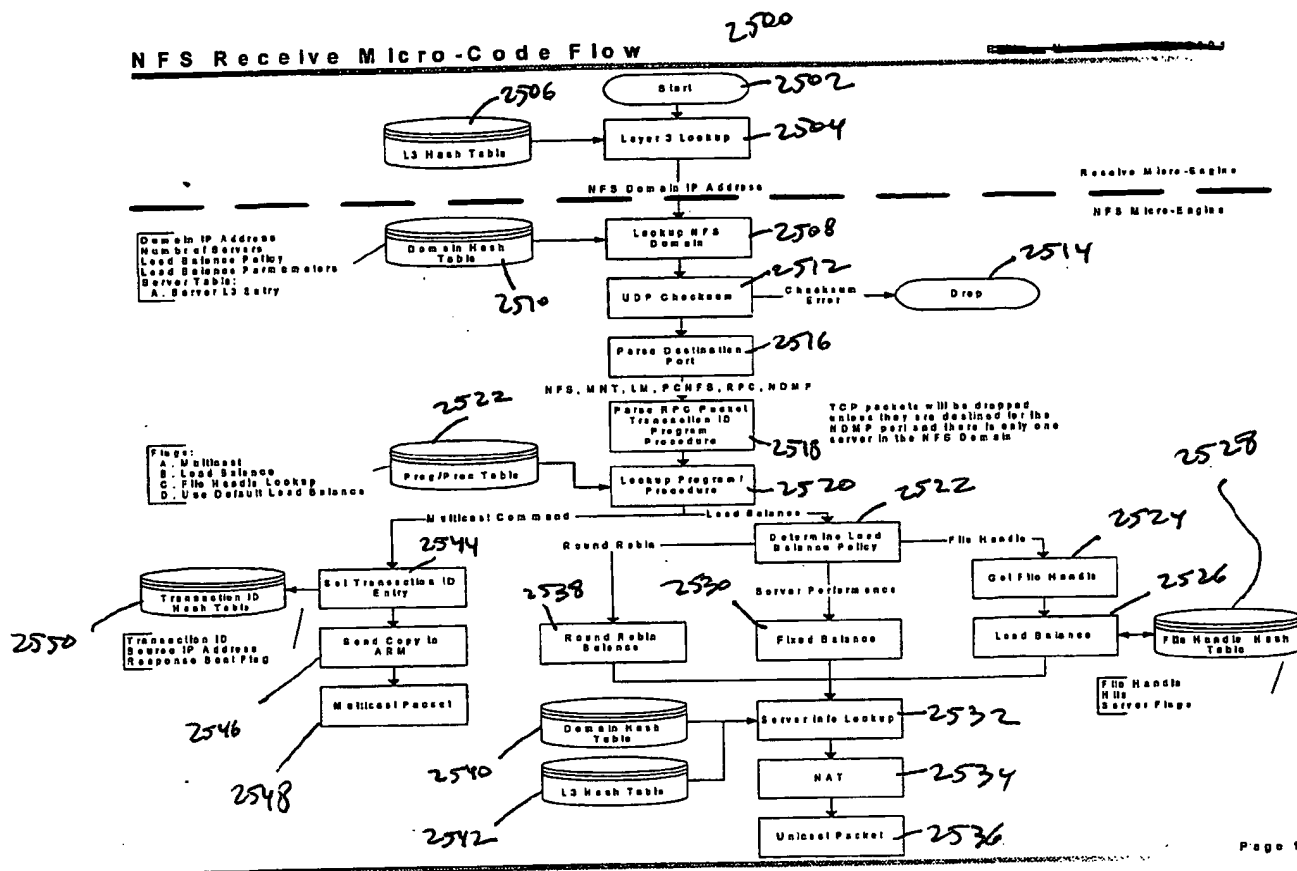 2500
NFS Receive Micro-Code Flow
Start
2502
2506
L3 Hash Table
Layer 3 Lookup
2504
Receive Micro-Engine
NFS Domain IP Address
NFS Micro-Engine
Domain IP Address
Number of Servers
Load Balance Policy
Load Balance Parmameters
Server Table:
A. Server L3 Entry
Domain Hash
Table
2510
Lookup NFS
Domain
2508
UDP Checksum
2512
Checksum
Error
Drop
2514
Parse Destination
Port
2516
NFS, MNT, LM, PCNFS, RPC, NDMP
Parse RPC Packet
Transaction ID
Program
Procedure
2518
TCP packets will be dropped
unless they are destined for the
NDMP port and there is only one
server in the NFS Domain
2522
Flags:
A. Multicast
B. Load Balance
C. File Handle Lookup
D. Use Default Load Balance
Prog/Proc Table
Lookup Program/
Procedure
2520
2528
Multicast Command
Load Balance
2522
Determine Load
Balance Policy
Round Robin
File Handle
2524
2544
Set Transaction ID
Entry
Transaction ID
Hash Table
2550
Get File Handle
2526
Server Performance
2538
2530
Transaction ID
Source IP Address
Response Sent Flag
Send Copy to
ARM
2546
Round Robin
Balance
Fixed Balance
Load Balance
File Handle Hash
Table
File Handle
Hits
Server Flags
Multicast Packet
2548
Domain Hash
Table
2540
Server Info Lookup
2532
L3 Hash Table
2542
NAT
2534
Unicast Packet
2536
Page 1